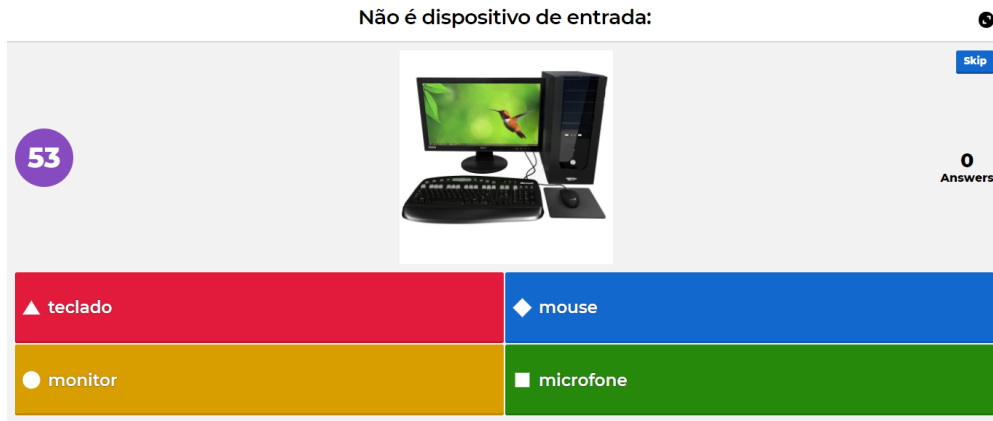 Não é dispositivo de entrada:
Skip
53
0
Answers
teclado
mouse
monitor
microfone